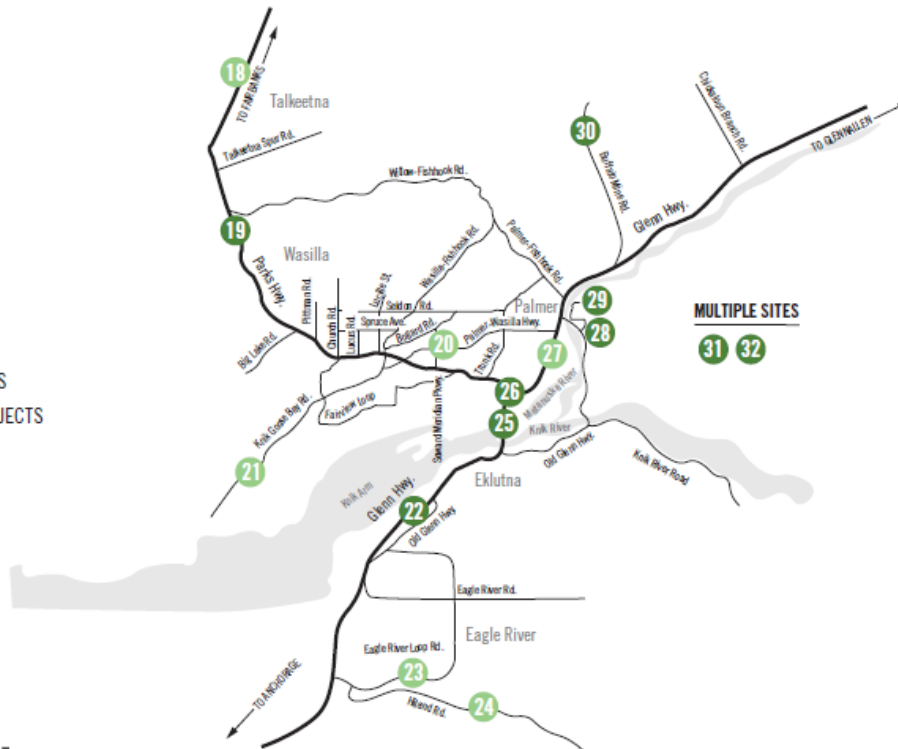 18
TO FAIRBANKS
Talkeetna
Talkeetna Spur Rd.
30
Chickaloon Branch Rd.
TO GLENNALLEN
Buffalo Mine Rd.
Willow-Fishhook Rd.
Glenn Hwy.
19
Wasilla
Parks Hwy.
Pittman Rd.
Church Rd.
Lucus Rd.
Lucille St.
Wasilla-Fishhook Rd.
Palmer-Fishhook Rd.
Seldon Rd.
Palmer
29
MULTIPLE SITES
Spruce Ave.
Bogard Rd.
Palmer-Wasilla Hwy.
28
31 32
20
27
Big Lake Rd.
Trunk Rd.
S
JECTS
26
Matanuska River
Fairview Loop
Seward Meridian Pkwy.
Knik Goose Bay Rd.
25
Knik River
Old Glenn Hwy.
Knik River Road
21
Eklutna
Knik Arm
Glenn Hwy.
22
Old Glenn Hwy.
Eagle River Rd.
Eagle River
Eagle River Loop Rd.
23
TO ANCHORAGE
Hiland Rd.
24